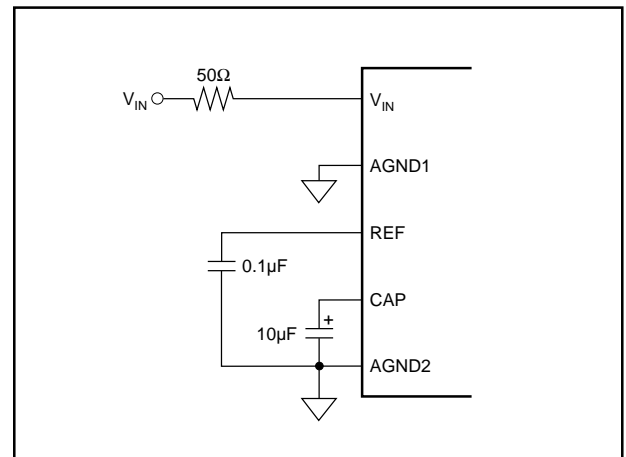 50Ω
V_IN V_IN
AGND1
REF
0.1µF
CAP
+
10µF
AGND2